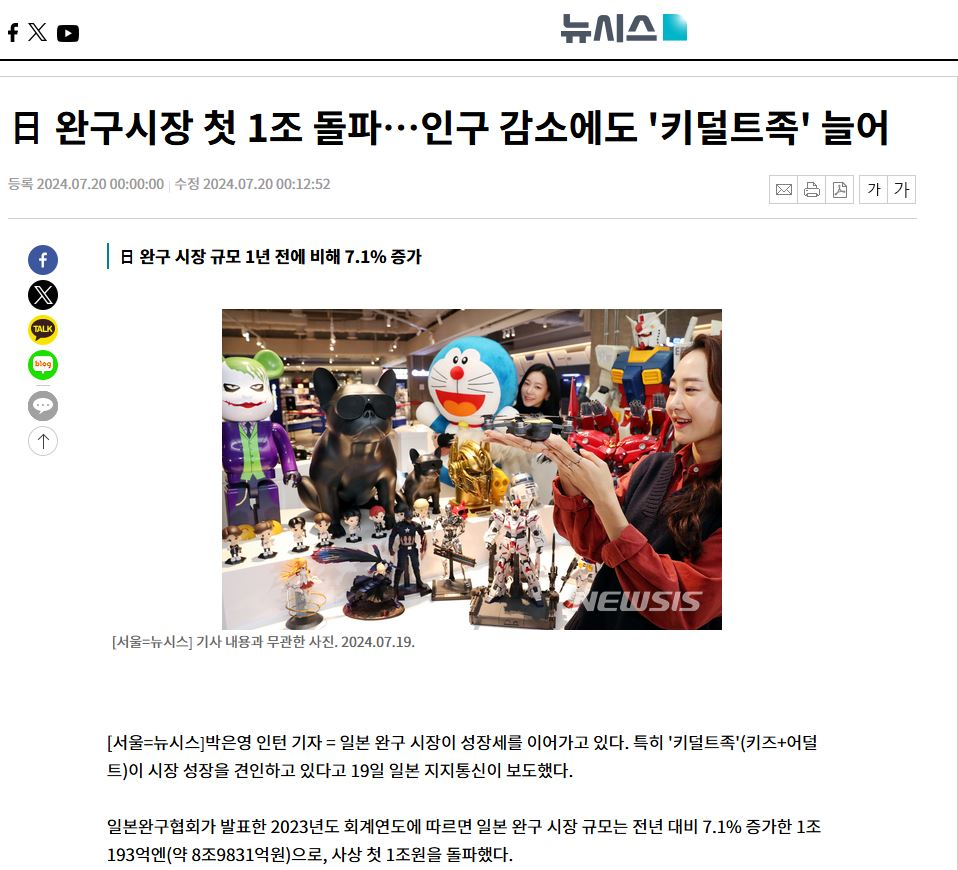 뉴시스
日 완구시장 첫 1조 돌파…인구 감소에도 '키덜트족' 늘어
등록 2024.07.20 00:00:00 수정 2024.07.20 00:12:52
가 가
日 완구 시장 규모 1년 전에 비해 7.1% 증가
TALK
blog
NEWSIS
[서울=뉴시스] 기사 내용과 무관한 사진. 2024.07.19.
[서울=뉴시스]박은영 인턴 기자 = 일본 완구 시장이 성장세를 이어가고 있다. 특히 '키덜트족'(키즈+어덜
트)이 시장 성장을 견인하고 있다고 19일 일본 지지통신이 보도했다.
일본완구협회가 발표한 2023년도 회계연도에 따르면 일본 완구 시장 규모는 전년 대비 7.1% 증가한 1조
193억엔(약 8조9831억원)으로, 사상 첫 1조원을 돌파했다.